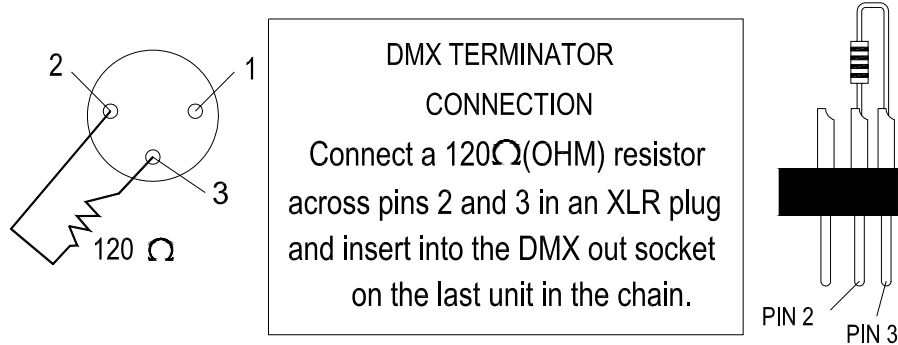 2
1
3
120 Ω
DMX TERMINATOR
CONNECTION
Connect a 120Ω(OHM) resistor
across pins 2 and 3 in an XLR plug
and insert into the DMX out socket
on the last unit in the chain.
PIN 2
PIN 3